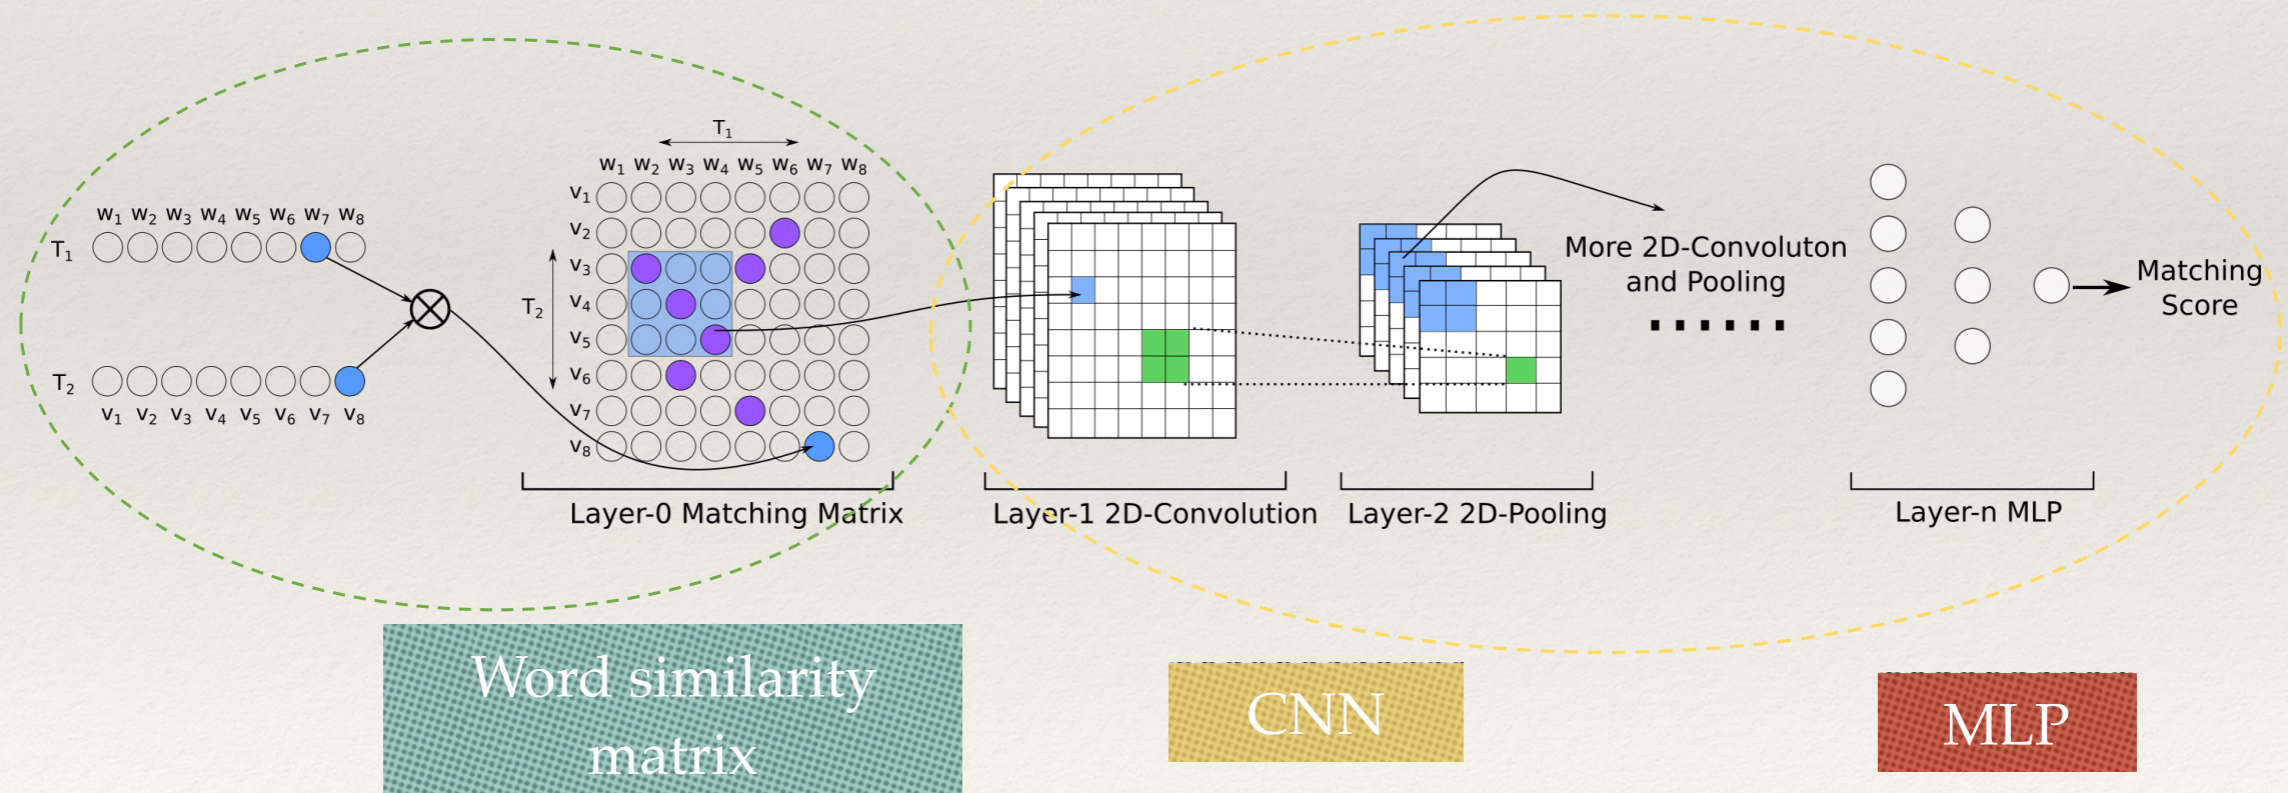 T1
w1 w2 w3 w4 w5 w6 w7 w8
T1
T2
v1 v2 v3 v4 v5 v6 v7 v8
w1 w2 w3 w4 w5 w6 w7 w8
v1
v2
v3
v4
v5
v6
v7
v8
T2
Layer-0 Matching Matrix
Layer-1 2D-Convolution
Layer-2 2D-Pooling
More 2D-Convoluton
and Pooling
Layer-n MLP
Matching
Score
Word similarity
matrix
CNN
MLP